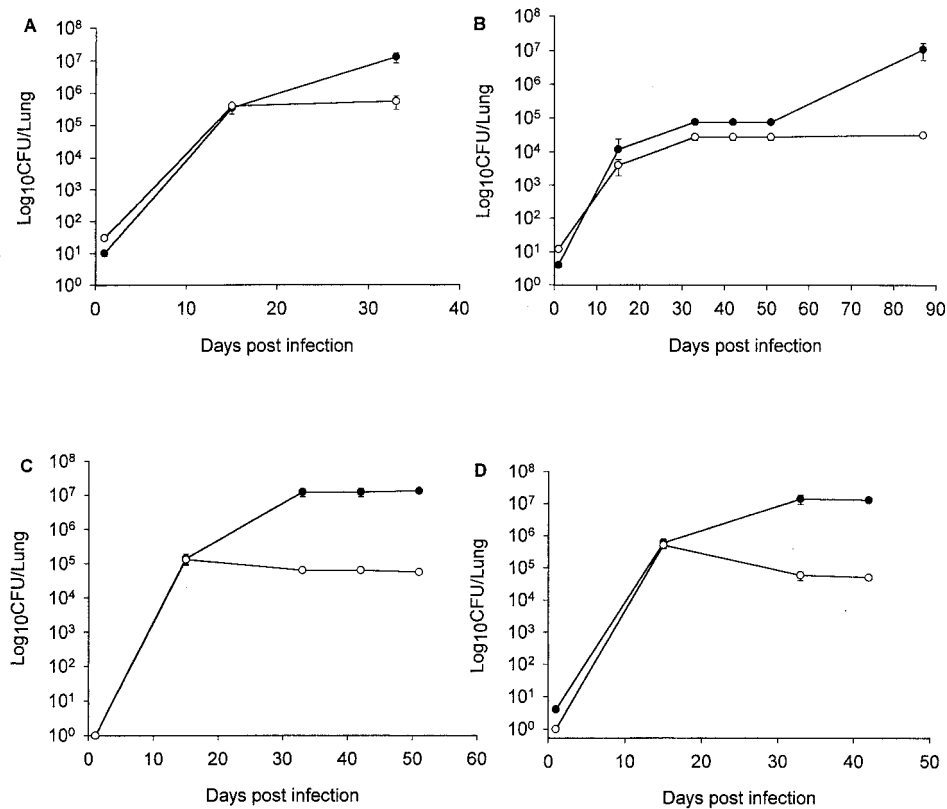 A
10⁸
10⁷
10⁶
10⁵
10⁴
10³
10²
10¹
10⁰
Log₁₀CFU/Lung
0 10 20 30 40
Days post infection
B
10⁸
10⁷
10⁶
10⁵
10⁴
10³
10²
10¹
10⁰
Log₁₀CFU/Lung
0 10 20 30 40 50 60 70 80 90
Days post infection
C
10⁸
10⁷
10⁶
10⁵
10⁴
10³
10²
10¹
10⁰
Log₁₀CFU/Lung
0 10 20 30 40 50 60
Days post infection
D
10⁸
10⁷
10⁶
10⁵
10⁴
10³
10²
10¹
10⁰
Log₁₀CFU/Lung
0 10 20 30 40 50
Days post infection